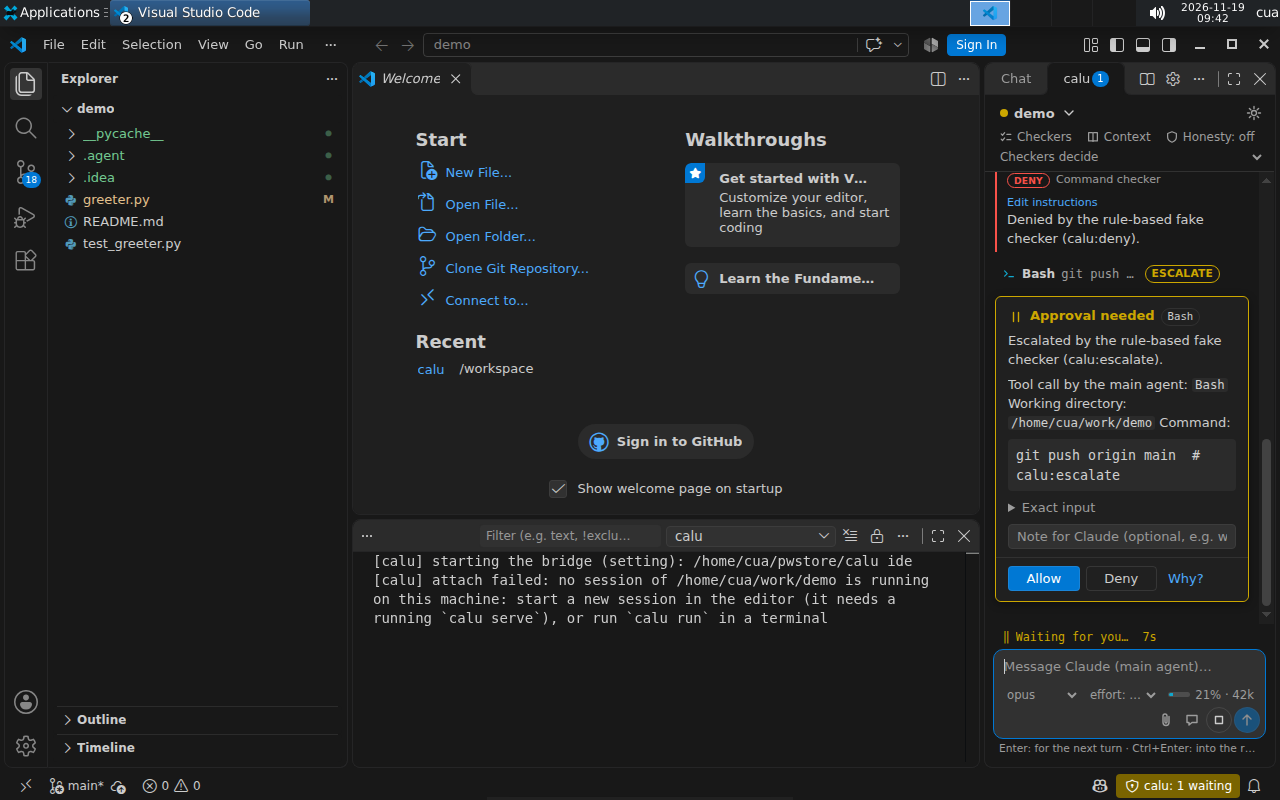 Applications
2
Visual Studio Code
2026-11-19
09:42
cua
File Edit Selection View Go Run ···
demo
Sign In
Explorer
demo
__pycache__
.agent
.idea
greeter.py M
README.md
test_greeter.py
18
Outline
Timeline
Welcome
Start
New File...
Open File...
Open Folder...
Clone Git Repository...
Connect to...
Recent
calu /workspace
Walkthroughs
Get started with V...
Customize your editor,
learn the basics, and start
coding
Learn the Fundame...
Sign in to GitHub
Show welcome page on startup
Filter (e.g. text, !exclu...
calu
[calu] starting the bridge (setting): /home/cua/pwstore/calu ide
[calu] attach failed: no session of /home/cua/work/demo is running
on this machine: start a new session in the editor (it needs a
running `calu serve`), or run `calu run` in a terminal
Chat calu 1
demo
Checkers Context Honesty: off
Checkers decide
DENY Command checker
Edit instructions
Denied by the rule-based fake
checker (calu:deny).
Bash git push … ESCALATE
Approval needed Bash
Escalated by the rule-based fake
checker (calu:escalate).
Tool call by the main agent: Bash
Working directory:
/home/cua/work/demo Command:
git push origin main  #
calu:escalate
Exact input
Note for Claude (optional, e.g. w
Allow Deny Why?
Waiting for you… 7s
Message Claude (main agent)…
opus effort: ... 21% · 42k
Enter: for the next turn · Ctrl+Enter: into the r…
main* 0 0
calu: 1 waiting